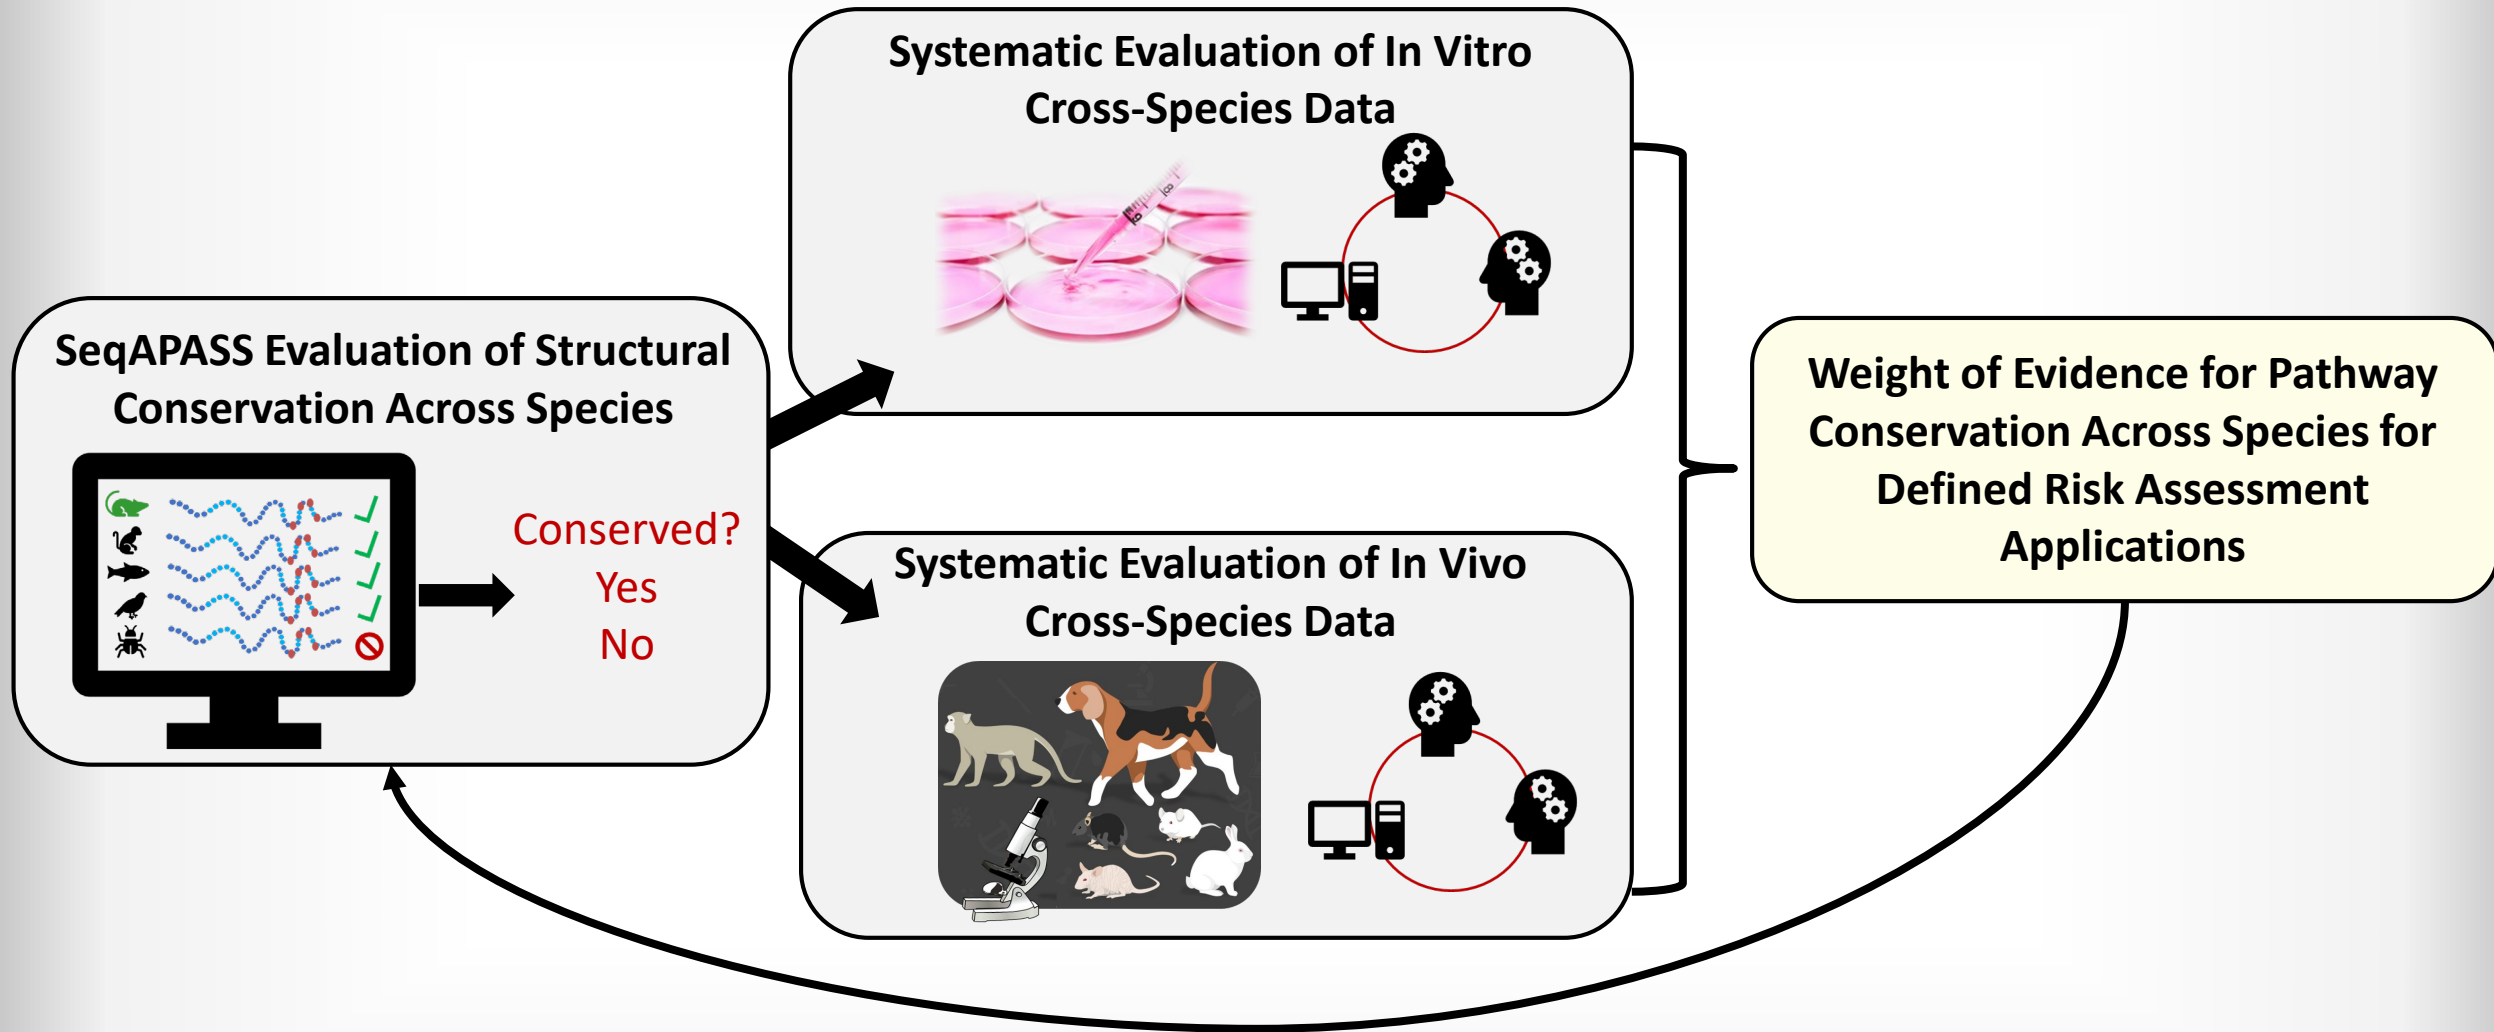 Systematic Evaluation of In Vitro
Cross-Species Data
SeqAPASS Evaluation of Structural
Conservation Across Species
Conserved?
Yes
No
Systematic Evaluation of In Vivo
Cross-Species Data
Weight of Evidence for Pathway
Conservation Across Species for
Defined Risk Assessment
Applications